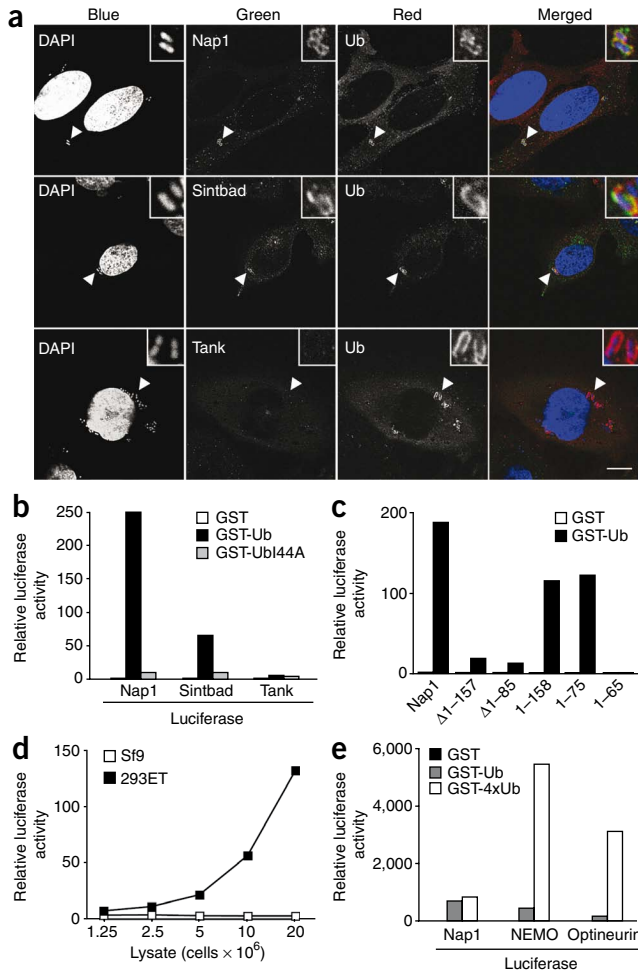 a
Blue Green Red Merged
DAPI Nap1 Ub
DAPI Sintbad Ub
DAPI Tank Ub
b
Relative luciferase
activity
250
200
150
100
50
0
GST
GST-Ub
GST-UbI44A
Nap1 Sintbad Tank
Luciferase
c
Relative luciferase
activity
200
100
0
GST
GST-Ub
Nap1 Δ1–157 Δ1–85 1–158 1–75 1–65
d
Relative luciferase
activity
150
100
50
0
Sf9
293ET
1.25 2.5 5 10 20
Lysate (cells × 10⁶)
e
Relative luciferase
activity
6,000
4,000
2,000
0
GST
GST-Ub
GST-4xUb
Nap1 NEMO Optineurin
Luciferase